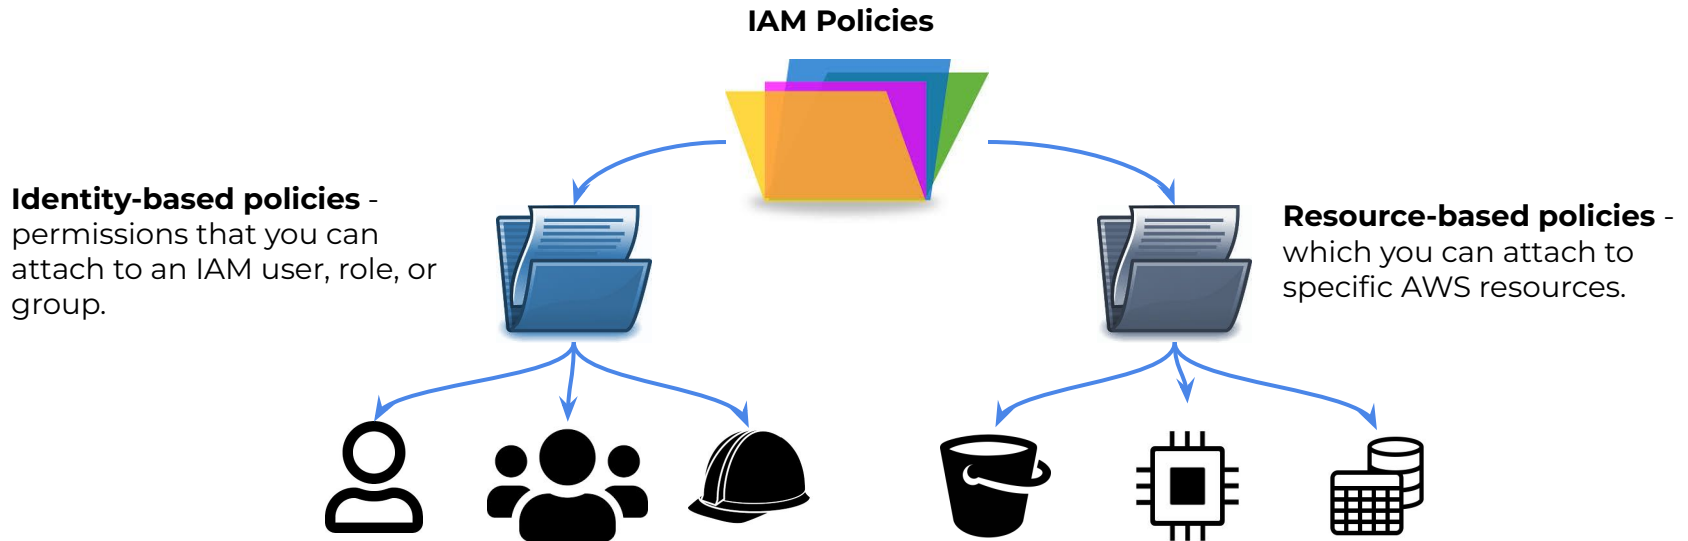 IAM Policies
Identity-based policies -
permissions that you can
attach to an IAM user, role, or
group.
Resource-based policies -
which you can attach to
specific AWS resources.